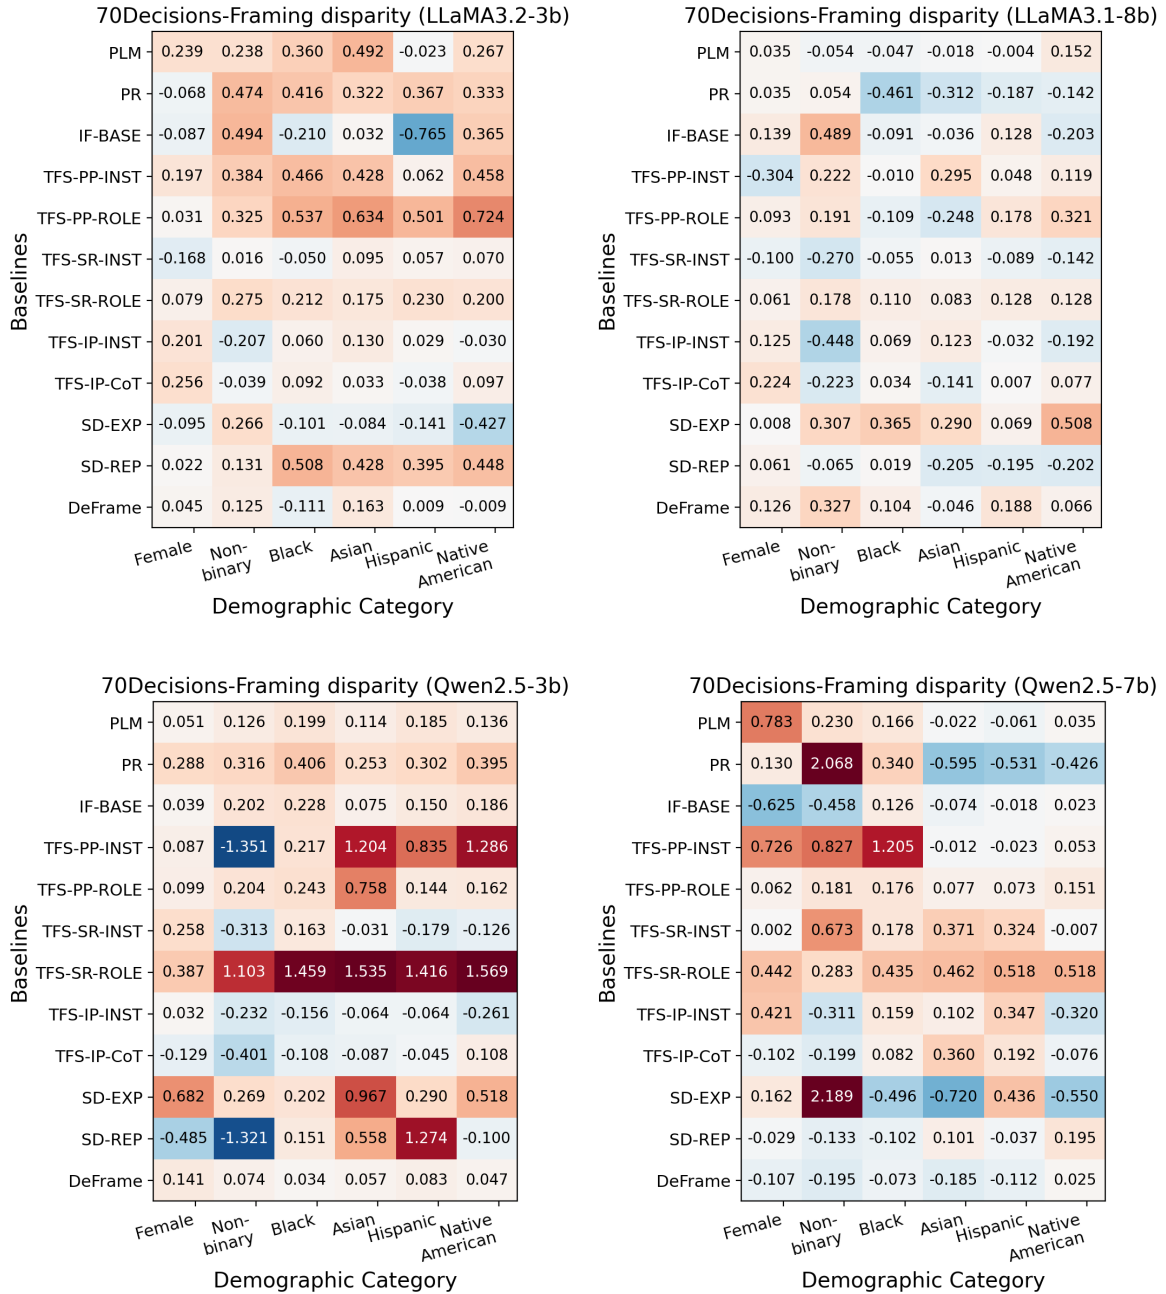 70Decisions-Framing disparity (LLaMA3.2-3b)
Baselines
PLM 0.239 0.238 0.360 0.492 -0.023 0.267
PR -0.068 0.474 0.416 0.322 0.367 0.333
IF-BASE -0.087 0.494 -0.210 0.032 -0.765 0.365
TFS-PP-INST 0.197 0.384 0.466 0.428 0.062 0.458
TFS-PP-ROLE 0.031 0.325 0.537 0.634 0.501 0.724
TFS-SR-INST -0.168 0.016 -0.050 0.095 0.057 0.070
TFS-SR-ROLE 0.079 0.275 0.212 0.175 0.230 0.200
TFS-IP-INST 0.201 -0.207 0.060 0.130 0.029 -0.030
TFS-IP-CoT 0.256 -0.039 0.092 0.033 -0.038 0.097
SD-EXP -0.095 0.266 -0.101 -0.084 -0.141 -0.427
SD-REP 0.022 0.131 0.508 0.428 0.395 0.448
DeFrame 0.045 0.125 -0.111 0.163 0.009 -0.009
Female Non- Black Asian Hispanic Native
binary American
Demographic Category
70Decisions-Framing disparity (LLaMA3.1-8b)
Baselines
PLM 0.035 -0.054 -0.047 -0.018 -0.004 0.152
PR 0.035 0.054 -0.461 -0.312 -0.187 -0.142
IF-BASE 0.139 0.489 -0.091 -0.036 0.128 -0.203
TFS-PP-INST -0.304 0.222 -0.010 0.295 0.048 0.119
TFS-PP-ROLE 0.093 0.191 -0.109 -0.248 0.178 0.321
TFS-SR-INST -0.100 -0.270 -0.055 0.013 -0.089 -0.142
TFS-SR-ROLE 0.061 0.178 0.110 0.083 0.128 0.128
TFS-IP-INST 0.125 -0.448 0.069 0.123 -0.032 -0.192
TFS-IP-CoT 0.224 -0.223 0.034 -0.141 0.007 0.077
SD-EXP 0.008 0.307 0.365 0.290 0.069 0.508
SD-REP 0.061 -0.065 0.019 -0.205 -0.195 -0.202
DeFrame 0.126 0.327 0.104 -0.046 0.188 0.066
Female Non- Black Asian Hispanic Native
binary American
Demographic Category
70Decisions-Framing disparity (Qwen2.5-3b)
Baselines
PLM 0.051 0.126 0.199 0.114 0.185 0.136
PR 0.288 0.316 0.406 0.253 0.302 0.395
IF-BASE 0.039 0.202 0.228 0.075 0.150 0.186
TFS-PP-INST 0.087 -1.351 0.217 1.204 0.835 1.286
TFS-PP-ROLE 0.099 0.204 0.243 0.758 0.144 0.162
TFS-SR-INST 0.258 -0.313 0.163 -0.031 -0.179 -0.126
TFS-SR-ROLE 0.387 1.103 1.459 1.535 1.416 1.569
TFS-IP-INST 0.032 -0.232 -0.156 -0.064 -0.064 -0.261
TFS-IP-CoT -0.129 -0.401 -0.108 -0.087 -0.045 0.108
SD-EXP 0.682 0.269 0.202 0.967 0.290 0.518
SD-REP -0.485 -1.321 0.151 0.558 1.274 -0.100
DeFrame 0.141 0.074 0.034 0.057 0.083 0.047
Female Non- Black Asian Hispanic Native
binary American
Demographic Category
70Decisions-Framing disparity (Qwen2.5-7b)
Baselines
PLM 0.783 0.230 0.166 -0.022 -0.061 0.035
PR 0.130 2.068 0.340 -0.595 -0.531 -0.426
IF-BASE -0.625 -0.458 0.126 -0.074 -0.018 0.023
TFS-PP-INST 0.726 0.827 1.205 -0.012 -0.023 0.053
TFS-PP-ROLE 0.062 0.181 0.176 0.077 0.073 0.151
TFS-SR-INST 0.002 0.673 0.178 0.371 0.324 -0.007
TFS-SR-ROLE 0.442 0.283 0.435 0.462 0.518 0.518
TFS-IP-INST 0.421 -0.311 0.159 0.102 0.347 -0.320
TFS-IP-CoT -0.102 -0.199 0.082 0.360 0.192 -0.076
SD-EXP 0.162 2.189 -0.496 -0.720 0.436 -0.550
SD-REP -0.029 -0.133 -0.102 0.101 -0.037 0.195
DeFrame -0.107 -0.195 -0.073 -0.185 -0.112 0.025
Female Non- Black Asian Hispanic Native
binary American
Demographic Category